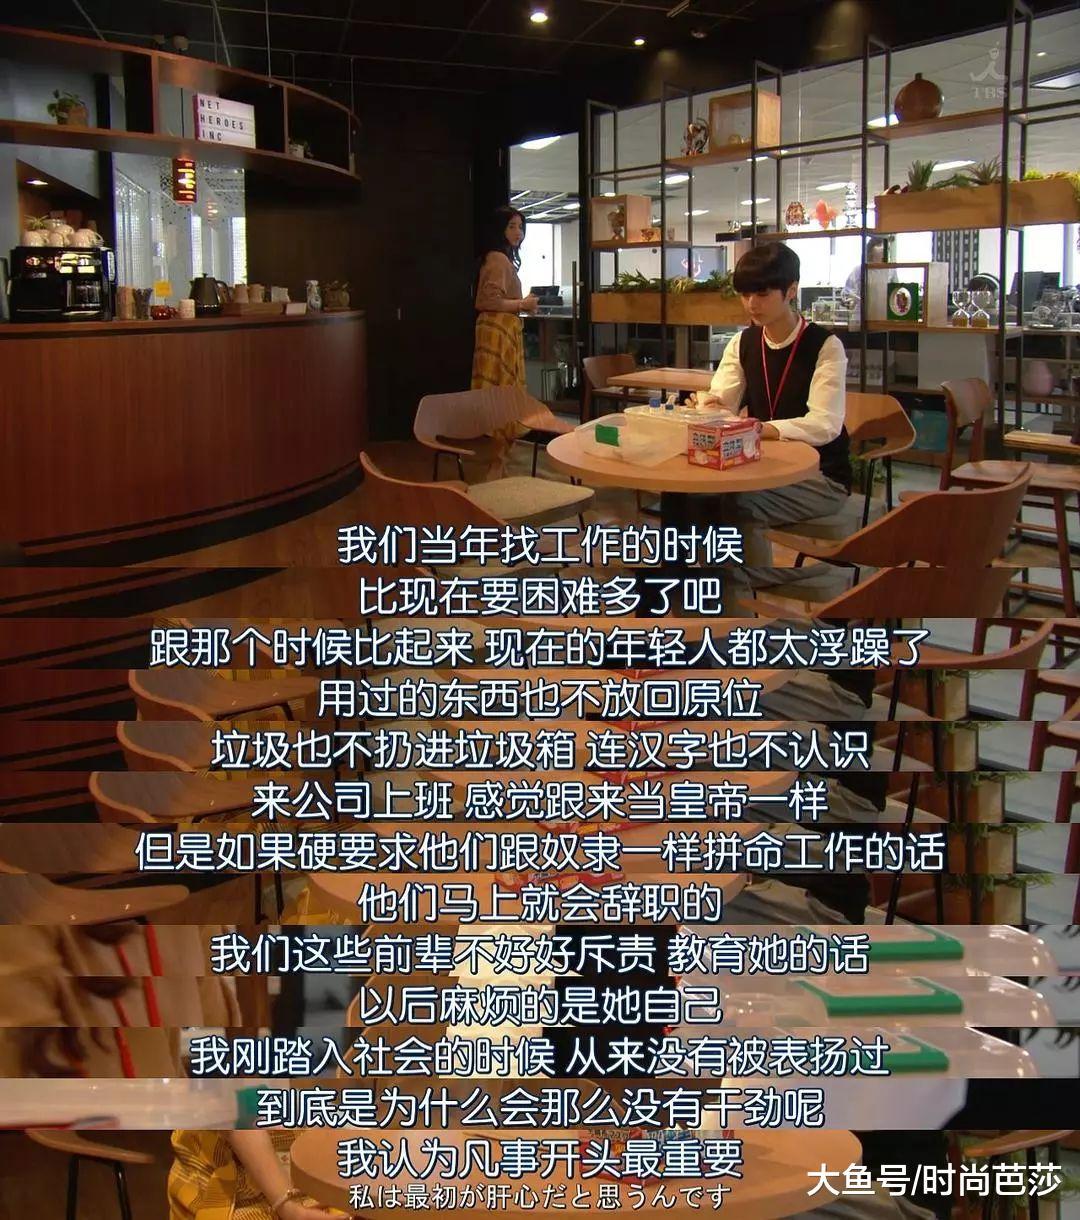 NET
HEROES
INC
TBS
我们当年找工作的时候
比现在要困难多了吧
跟那个时候比起来 现在的年轻人都太浮躁了
用过的东西也不放回原位
垃圾也不扔进垃圾箱 连汉字也不认识
来公司上班 感觉跟来当皇帝一样
但是如果硬要求他们跟奴隶一样拼命工作的话
他们马上就会辞职的
我们这些前辈不好好斥责 教育她的话
以后麻烦的是她自己
我刚踏入社会的时候 从来没有被表扬过
到底是为什么会那么没有干劲呢
我认为凡事开头最重要
私は最初が肝心だと思うんです
大鱼号/时尚芭莎